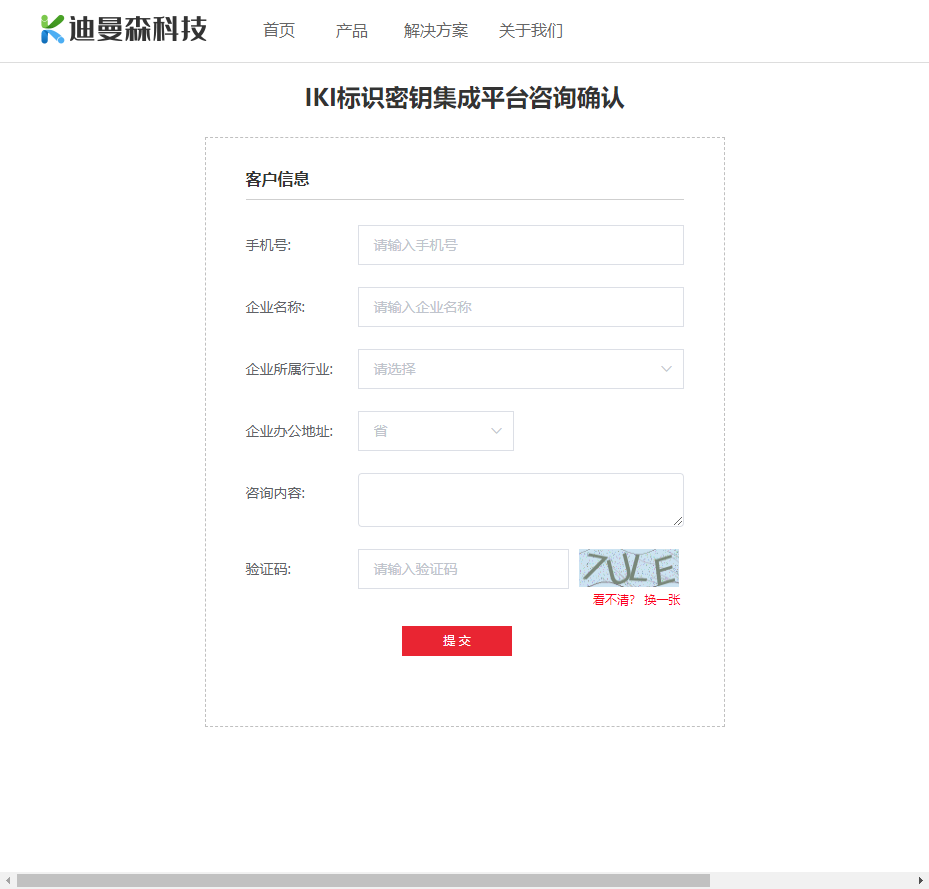 迪曼森科技
首页 产品 解决方案 关于我们
IKI标识密钥集成平台咨询确认
客户信息
手机号: 请输入手机号
企业名称: 请输入企业名称
企业所属行业: 请选择
企业办公地址: 省
咨询内容:
验证码: 请输入验证码 7ULE
看不清? 换一张
提 交